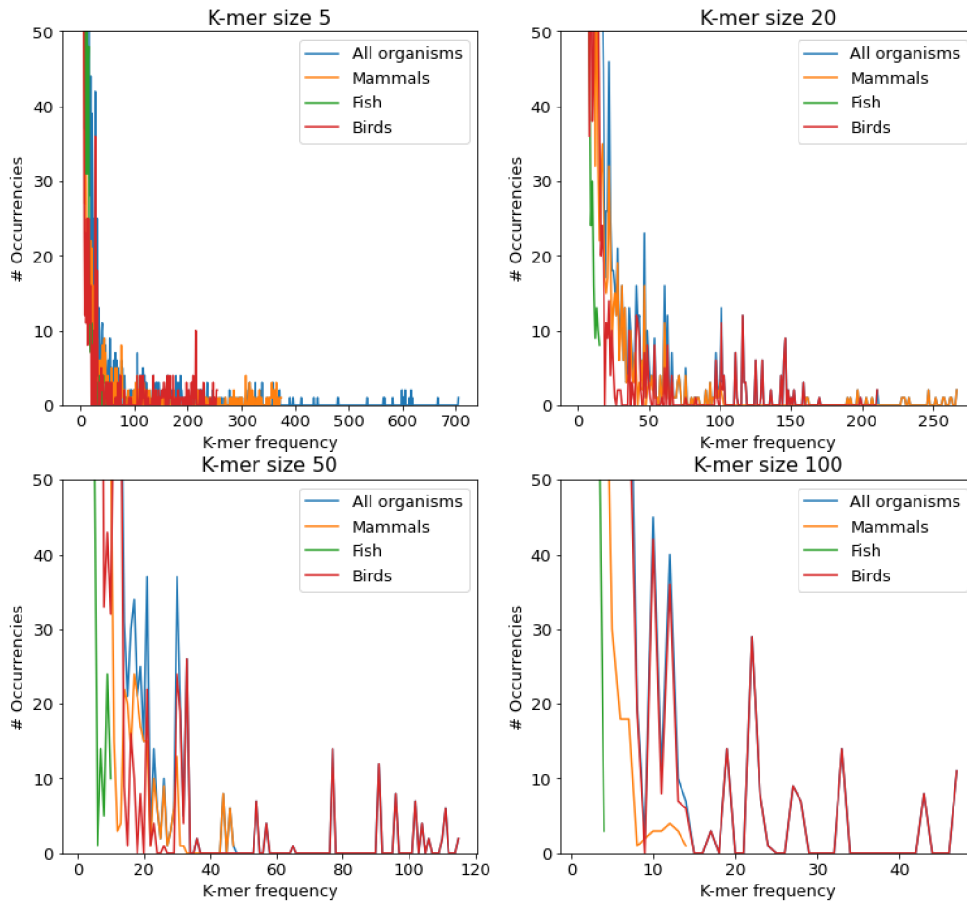 K-mer size 5
50
40
30
20
10
0
# Occurrencies
All organisms
Mammals
Fish
Birds
0 100 200 300 400 500 600 700
K-mer frequency
K-mer size 20
50
40
30
20
10
0
# Occurrencies
All organisms
Mammals
Fish
Birds
0 50 100 150 200 250
K-mer frequency
K-mer size 50
50
40
30
20
10
0
# Occurrencies
All organisms
Mammals
Fish
Birds
0 20 40 60 80 100 120
K-mer frequency
K-mer size 100
50
40
30
20
10
0
# Occurrencies
All organisms
Mammals
Fish
Birds
0 10 20 30 40
K-mer frequency